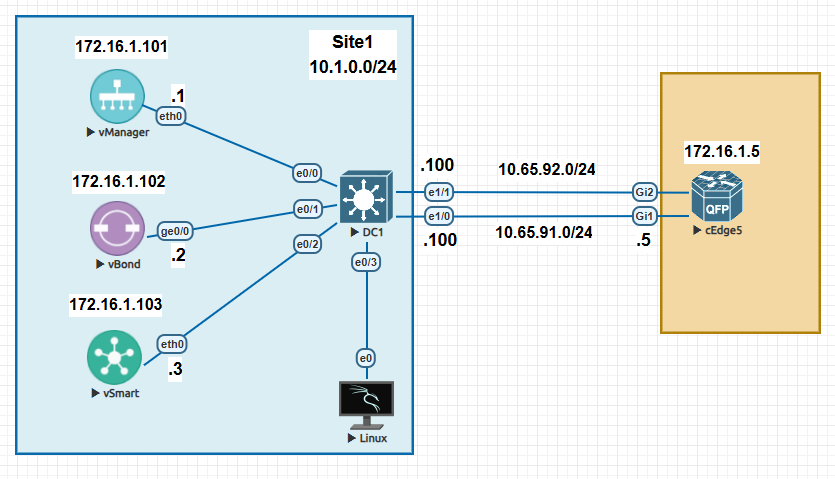 172.16.1.101
Site1
10.1.0.0/24
.1
eth0
vManager
172.16.1.102
e0/0
e0/1
ge0/0
.2
vBond
e0/2
DC1
e0/3
172.16.1.103
eth0
.3
vSmart
e0
Linux
.100
e1/1
10.65.92.0/24
Gi2
e1/0
.100
10.65.91.0/24
Gi1
.5
172.16.1.5
QFP
cEdge5